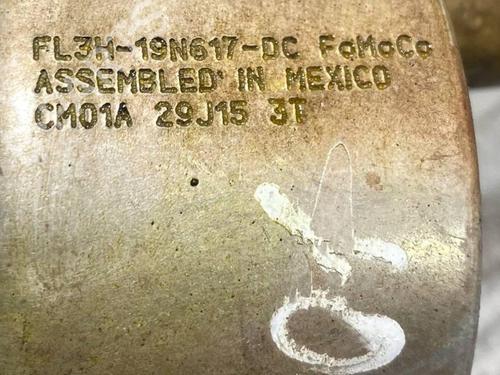 FL3H-19N617-DC FoMoCo
ASSEMBLED IN MEXICO
CM01A 29J15 3T